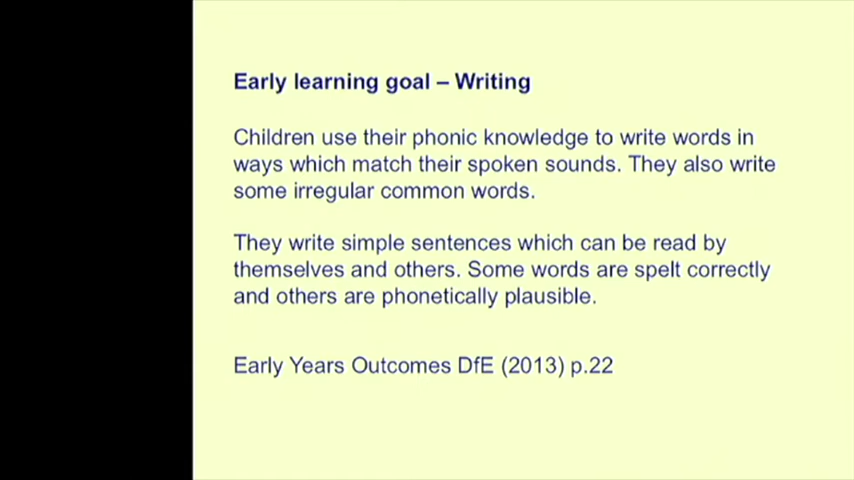 Early learning goal – Writing
Children use their phonic knowledge to write words in
ways which match their spoken sounds. They also write
some irregular common words.
They write simple sentences which can be read by
themselves and others. Some words are spelt correctly
and others are phonetically plausible.
Early Years Outcomes DfE (2013) p.22